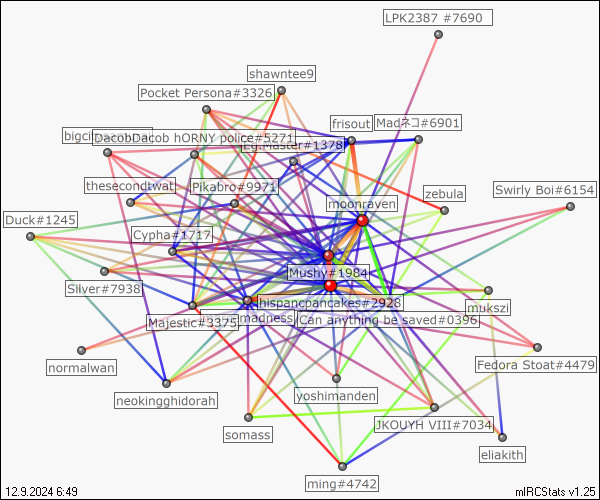 LPK2387 #7690
shawntee9
Pocket Persona#3326
frisout
Madネコ#6901
DacobDacob hORNY police#5271
Eg.Master#1378
thesecondtwat
Pikabro#9971
zebula
Swirly Boi#6154
moonraven
Duck#1245
Cypha#1717
Mushy#1984
Silver#7938
hispancpancakes#2928
mukszi
madness
Can anything be saved#0396
Majestic#3375
Fedora Stoat#4479
normalwan
yoshimanden
neokingghidorah
JKOUYH VIII#7034
somass
eliakith
ming#4742
12.9.2024 6:49
mIRCStats v1.25